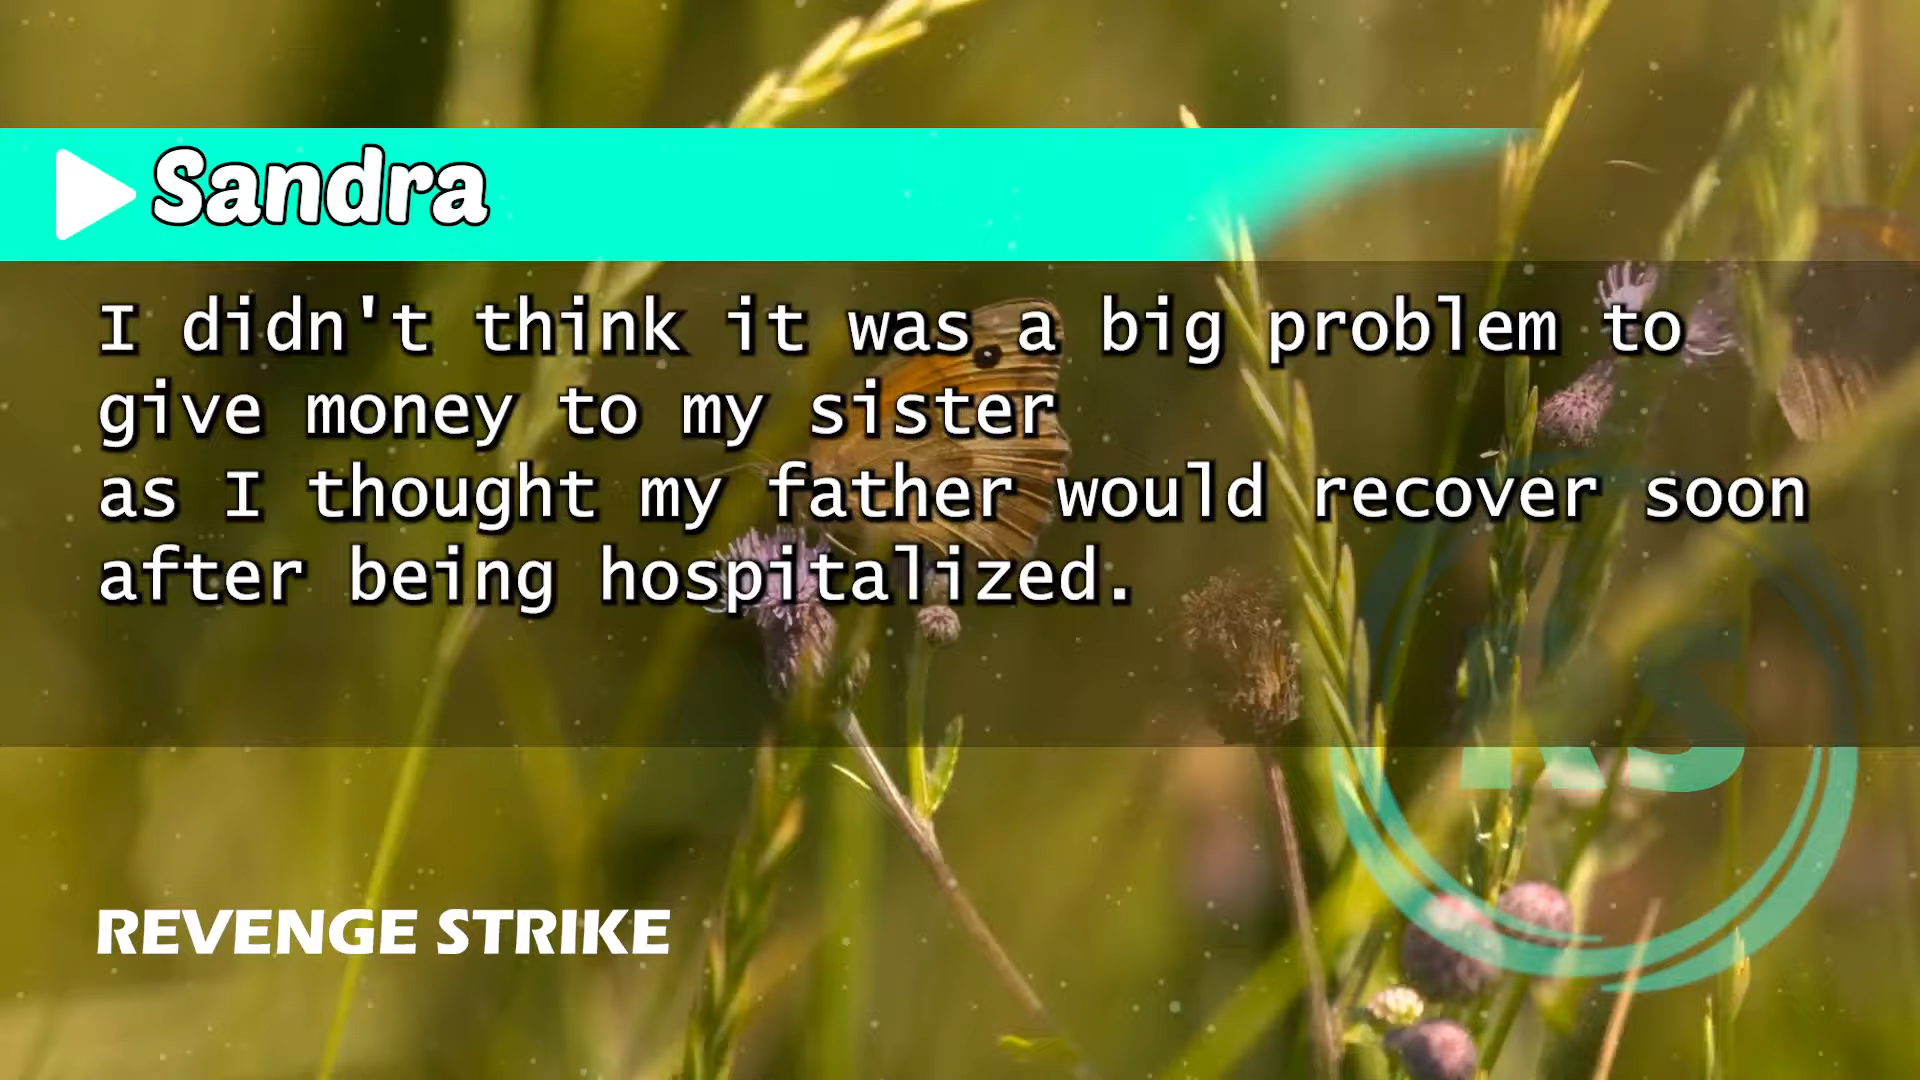 Sandra
I didn't think it was a big problem to
give money to my sister
as I thought my father would recover soon
after being hospitalized.
RS
REVENGE STRIKE